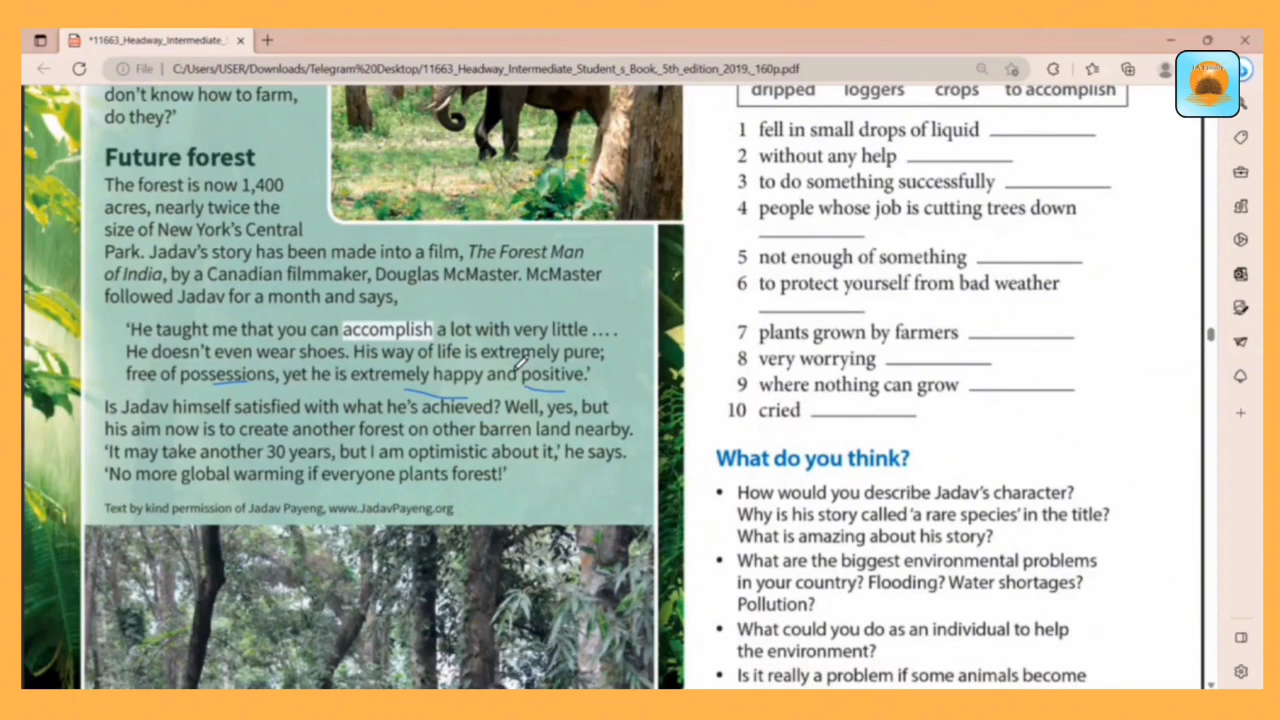 *11663_Headway_Intermediate_
File
C:/Users/USER/Downloads/Telegram%20Desktop/11663_Headway_Intermediate_Student_s_Book,_5th_edition_2019,_160p.pdf
don't know how to farm,
do they?'
Future forest
The forest is now 1,400
acres, nearly twice the
size of New York's Central
Park. Jadav's story has been made into a film, The Forest Man
of India, by a Canadian filmmaker, Douglas McMaster. McMaster
followed Jadav for a month and says,
'He taught me that you can accomplish a lot with very little ....
He doesn't even wear shoes. His way of life is extremely pure;
free of possessions, yet he is extremely happy and positive.'
Is Jadav himself satisfied with what he's achieved? Well, yes, but
his aim now is to create another forest on other barren land nearby.
'It may take another 30 years, but I am optimistic about it,' he says.
'No more global warming if everyone plants forest!'
Text by kind permission of Jadav Payeng, www.JadavPayeng.org
dripped loggers crops to accomplish
1 fell in small drops of liquid
2 without any help
3 to do something successfully
4 people whose job is cutting trees down
5 not enough of something
6 to protect yourself from bad weather
7 plants grown by farmers
8 very worrying
9 where nothing can grow
10 cried
What do you think?
• How would you describe Jadav's character?
Why is his story called 'a rare species' in the title?
What is amazing about his story?
• What are the biggest environmental problems
in your country? Flooding? Water shortages?
Pollution?
• What could you do as an individual to help
the environment?
• Is it really a problem if some animals become